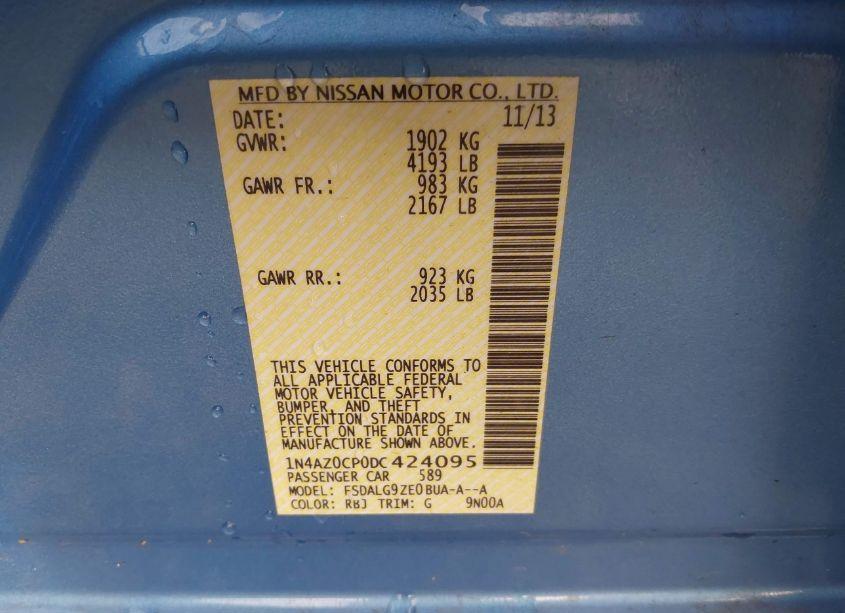 MFD BY NISSAN MOTOR CO., LTD.
DATE: 11/13
GVWR: 1902 KG
4193 LB
GAWR FR.: 983 KG
2167 LB
GAWR RR.: 923 KG
2035 LB
THIS VEHICLE CONFORMS TO
ALL APPLICABLE FEDERAL
MOTOR VEHICLE SAFETY,
BUMPER, AND THEFT
PREVENTION STANDARDS IN
EFFECT ON THE DATE OF
MANUFACTURE SHOWN ABOVE.
1N4AZ0CP0DC424095
PASSENGER CAR 589
MODEL: FSDALG9ZE0BUA-A--A
COLOR: RBJ TRIM: G 9N00A